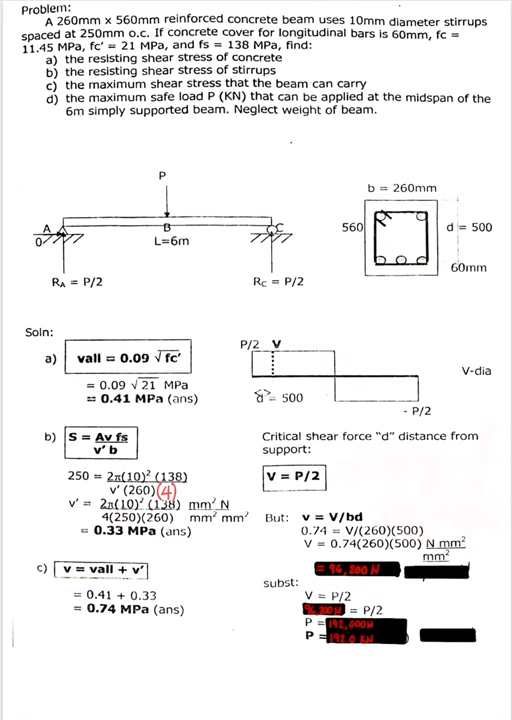 Problem:
A 260mm x 560mm reinforced concrete beam uses 10mm diameter stirrups
spaced at 250mm o.c. If concrete cover for longitudinal bars is 60mm, fc =
11.45 MPa, fc' = 21 MPa, and fs = 138 MPa, find:
a) the resisting shear stress of concrete
b) the resisting shear stress of stirrups
c) the maximum shear stress that the beam can carry
d) the maximum safe load P (KN) that can be applied at the midspan of the
6m simply supported beam. Neglect weight of beam.
P
b = 260mm
A B C
560 d = 500
0 L=6m
60mm
RA = P/2 RC = P/2
Soln:
P/2 V
a) vall = 0.09 √fc'
V-dia
= 0.09 √21 MPa
= 0.41 MPa (ans)
d = 500
- P/2
b) S = Av fs
v' b
Critical shear force "d" distance from
support:
250 = 2π(10)² (138)
v' (260)(4)
V = P/2
v' = 2π(10)² (138) mm² N
4(250)(260) mm² mm²
= 0.33 MPa (ans)
But: v = V/bd
0.74 = V/(260)(500)
V = 0.74(260)(500) N mm²
mm²
= 96,200 N
c) v = vall + v'
= 0.41 + 0.33
= 0.74 MPa (ans)
subst:
V = P/2
96,200 N = P/2
P = 192,000N
P = 192.0 KN